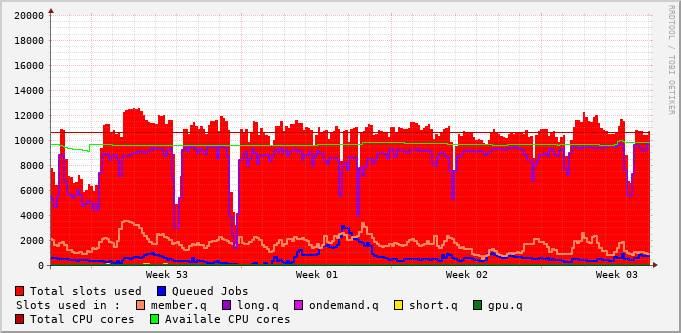 20000
18000
16000
14000
12000
10000
8000
6000
4000
2000
0
Week 53 Week 01 Week 02 Week 03
Total slots used Queued Jobs
Slots used in : member.q long.q ondemand.q short.q gpu.q
Total CPU cores Availale CPU cores
RRDTOOL / TOBI OETIKER